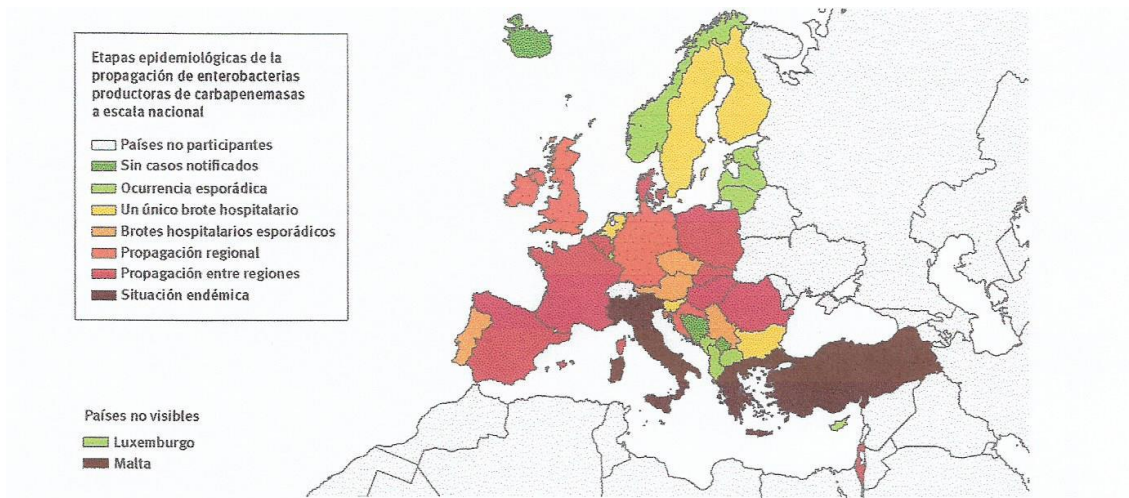 Etapas epidemiológicas de la
propagación de enterobacterias
productoras de carbapenemasas
a escala nacional
Países no participantes
Sin casos notificados
Ocurrencia esporádica
Un único brote hospitalario
Brotes hospitalarios esporádicos
Propagación regional
Propagación entre regiones
Situación endémica
Países no visibles
Luxemburgo
Malta